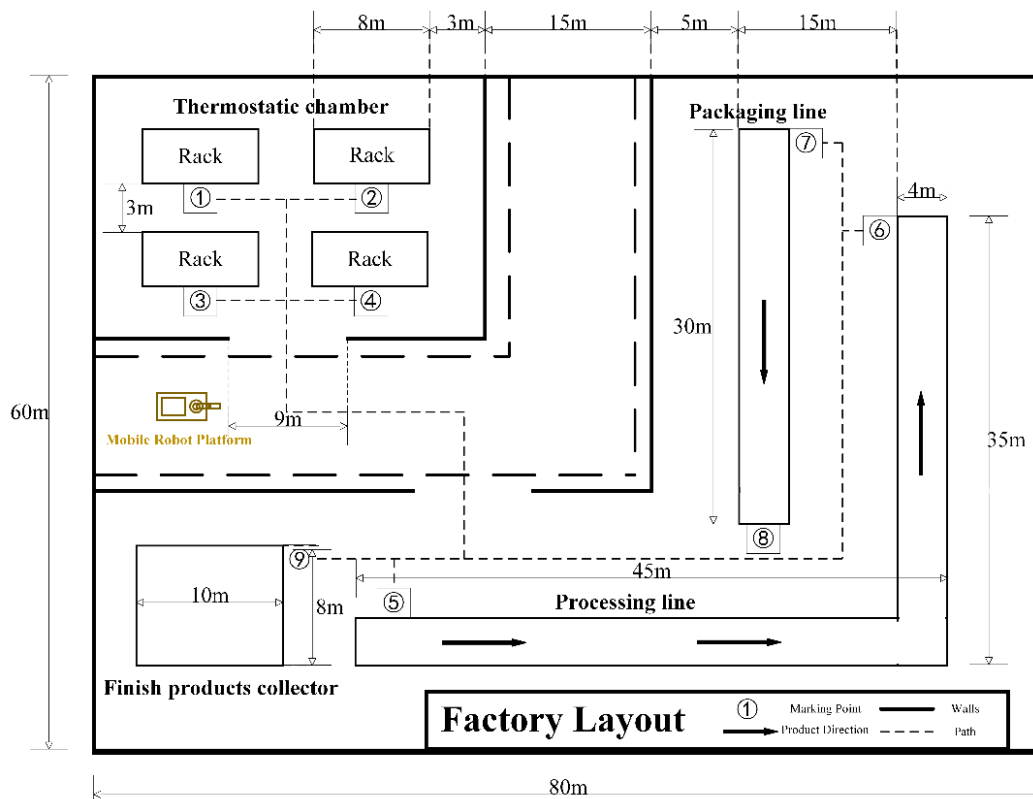 8m
3m
15m
5m
15m
Thermostatic chamber
Packaging line
Rack
Rack
⑦
①
②
4m
3m
⑥
Rack
Rack
③
④
30m
60m
9m
Mobile Robot Platform
35m
⑧
⑨
45m
10m
8m
⑤
Processing line
Finish products collector
Factory Layout
① Marking Point Walls
Product Direction Path
80m